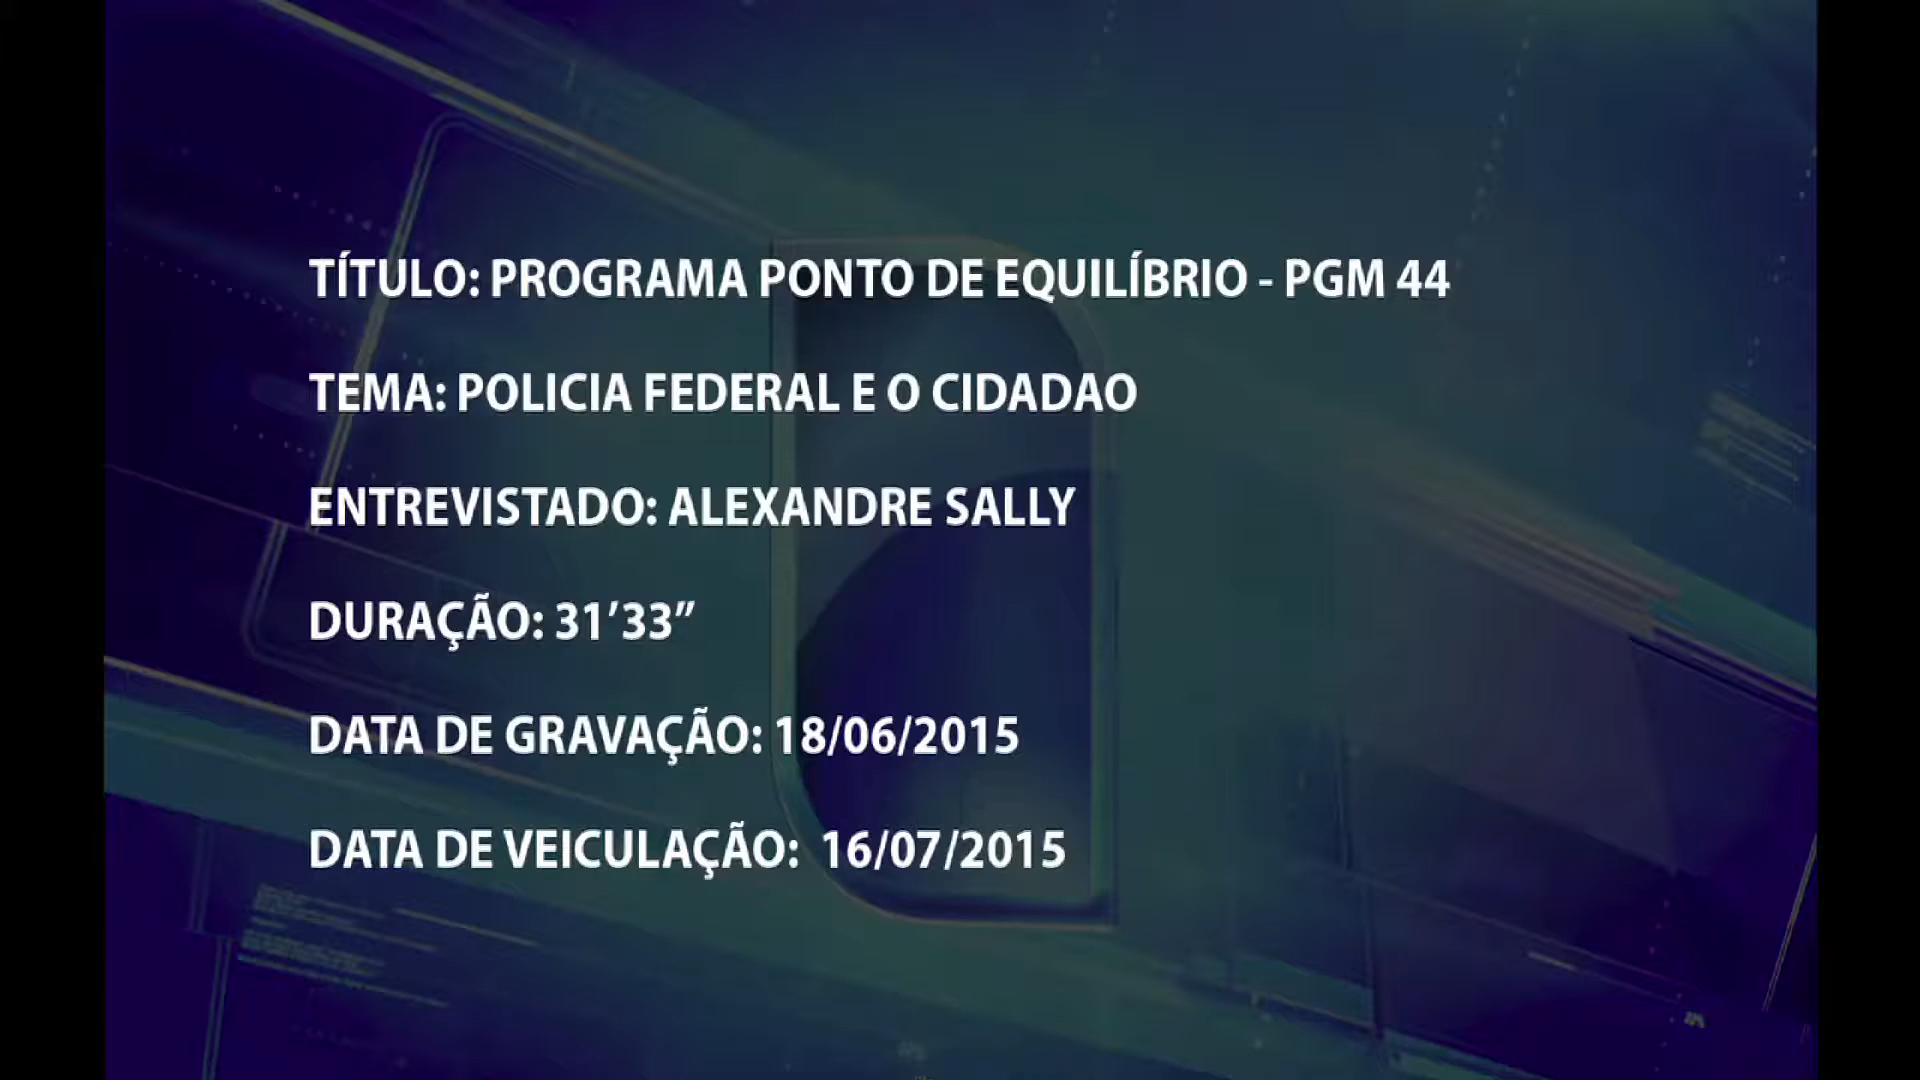 TÍTULO: PROGRAMA PONTO DE EQUILÍBRIO - PGM 44
TEMA: POLICIA FEDERAL E O CIDADAO
ENTREVISTADO: ALEXANDRE SALLY
DURAÇÃO: 31’33”
DATA DE GRAVAÇÃO: 18/06/2015
DATA DE VEICULAÇÃO: 16/07/2015